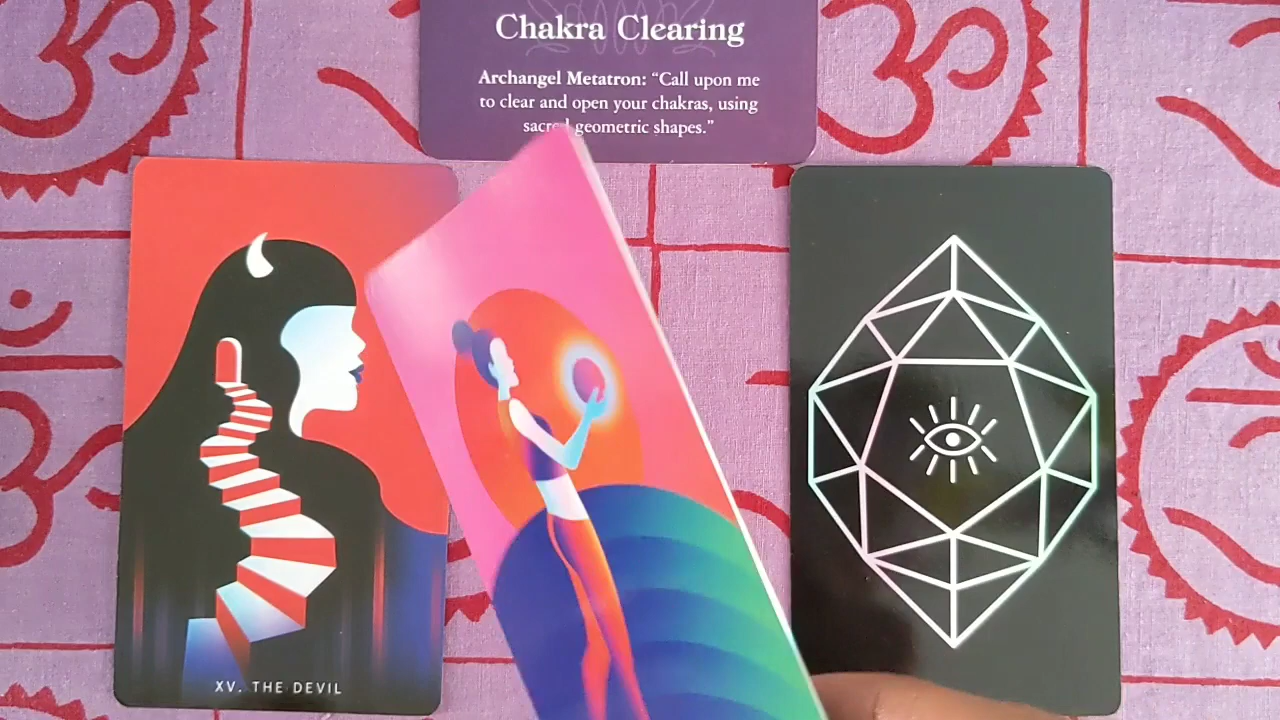 Chakra Clearing
Archangel Metatron: “Call upon me
to clear and open your chakras, using
sacred geometric shapes.”
XV. THE DEVIL